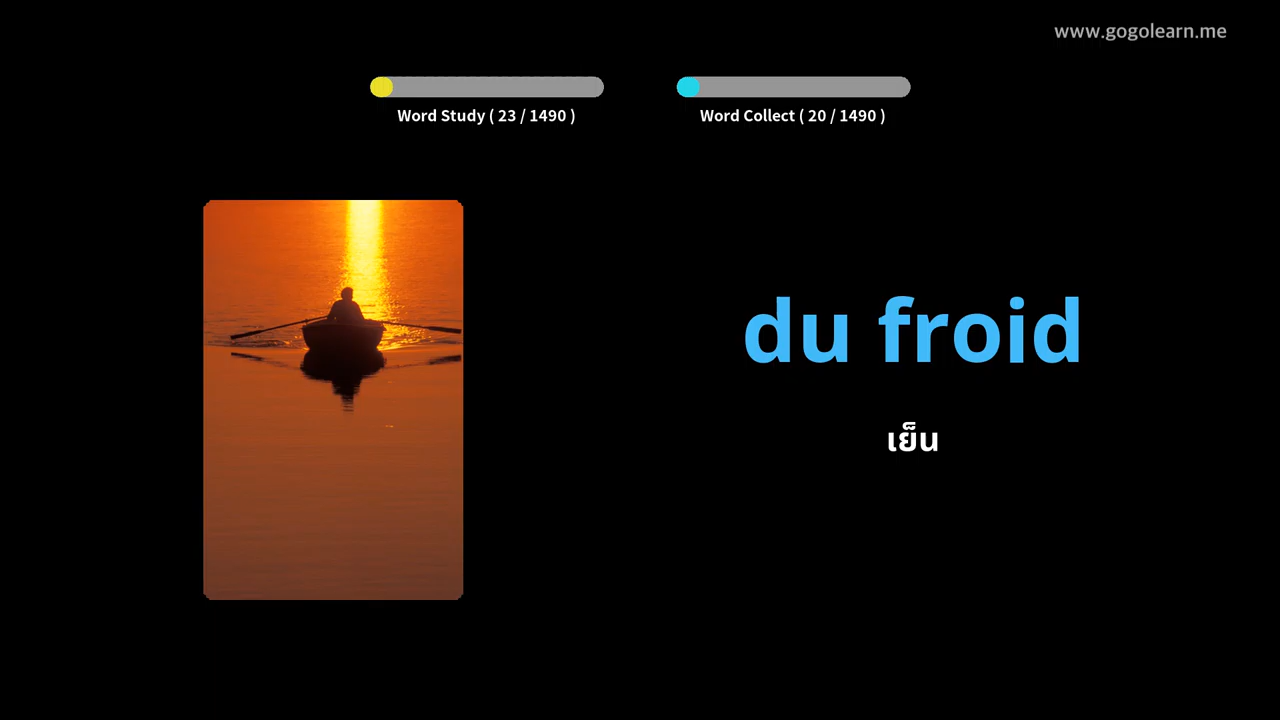 www.gogolearn.me
Word Study ( 23 / 1490 )
Word Collect ( 20 / 1490 )
du froid
เย็น